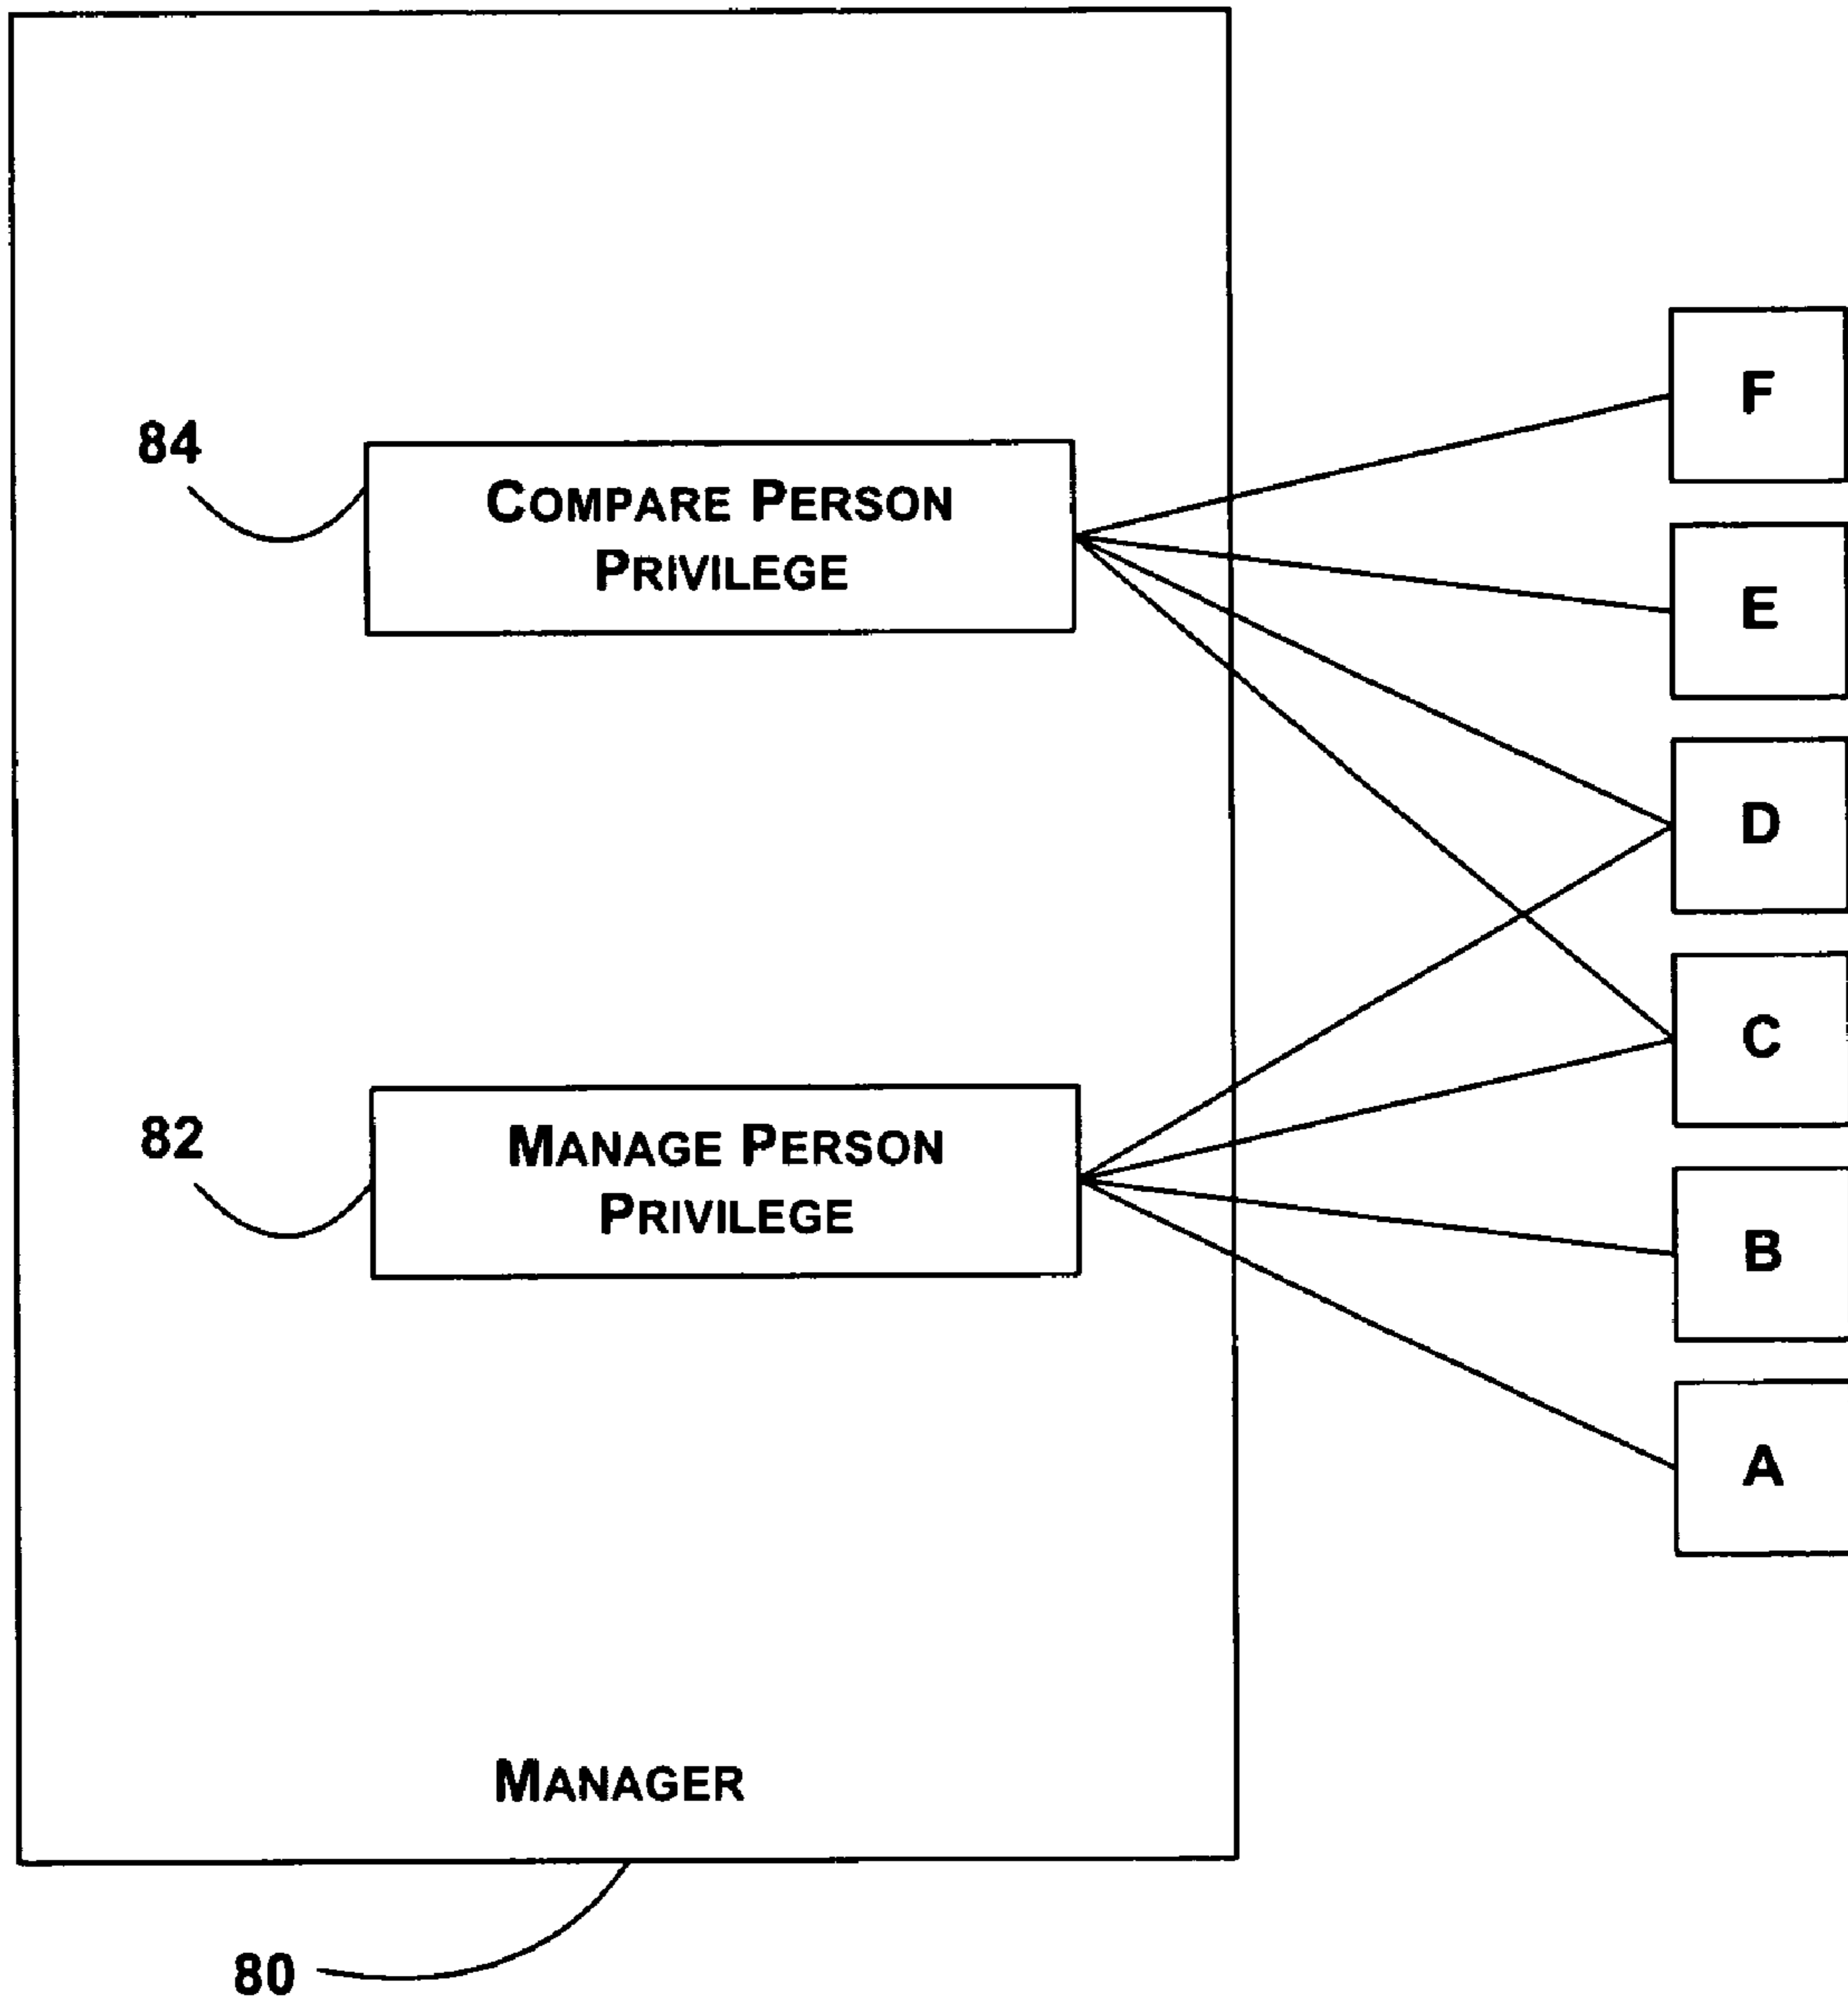 F
84
COMPARE PERSON
PRIVILEGE
E
D
C
82
MANAGE PERSON
PRIVILEGE
B
A
MANAGER
80